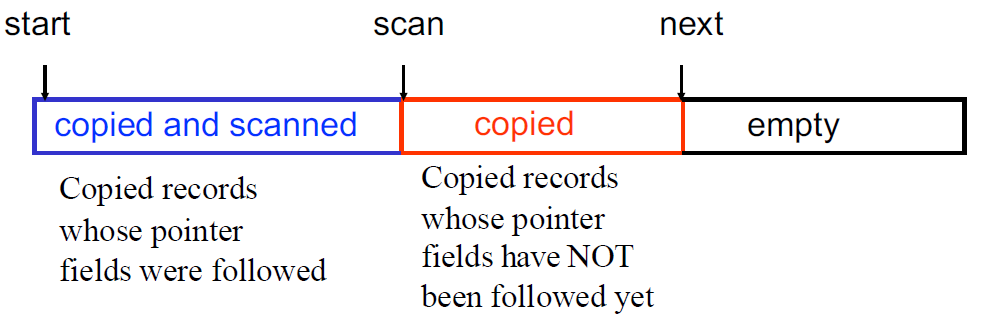 start scan next
copied and scanned copied empty
Copied records
whose pointer
fields were followed
Copied records
whose pointer
fields have NOT
been followed yet